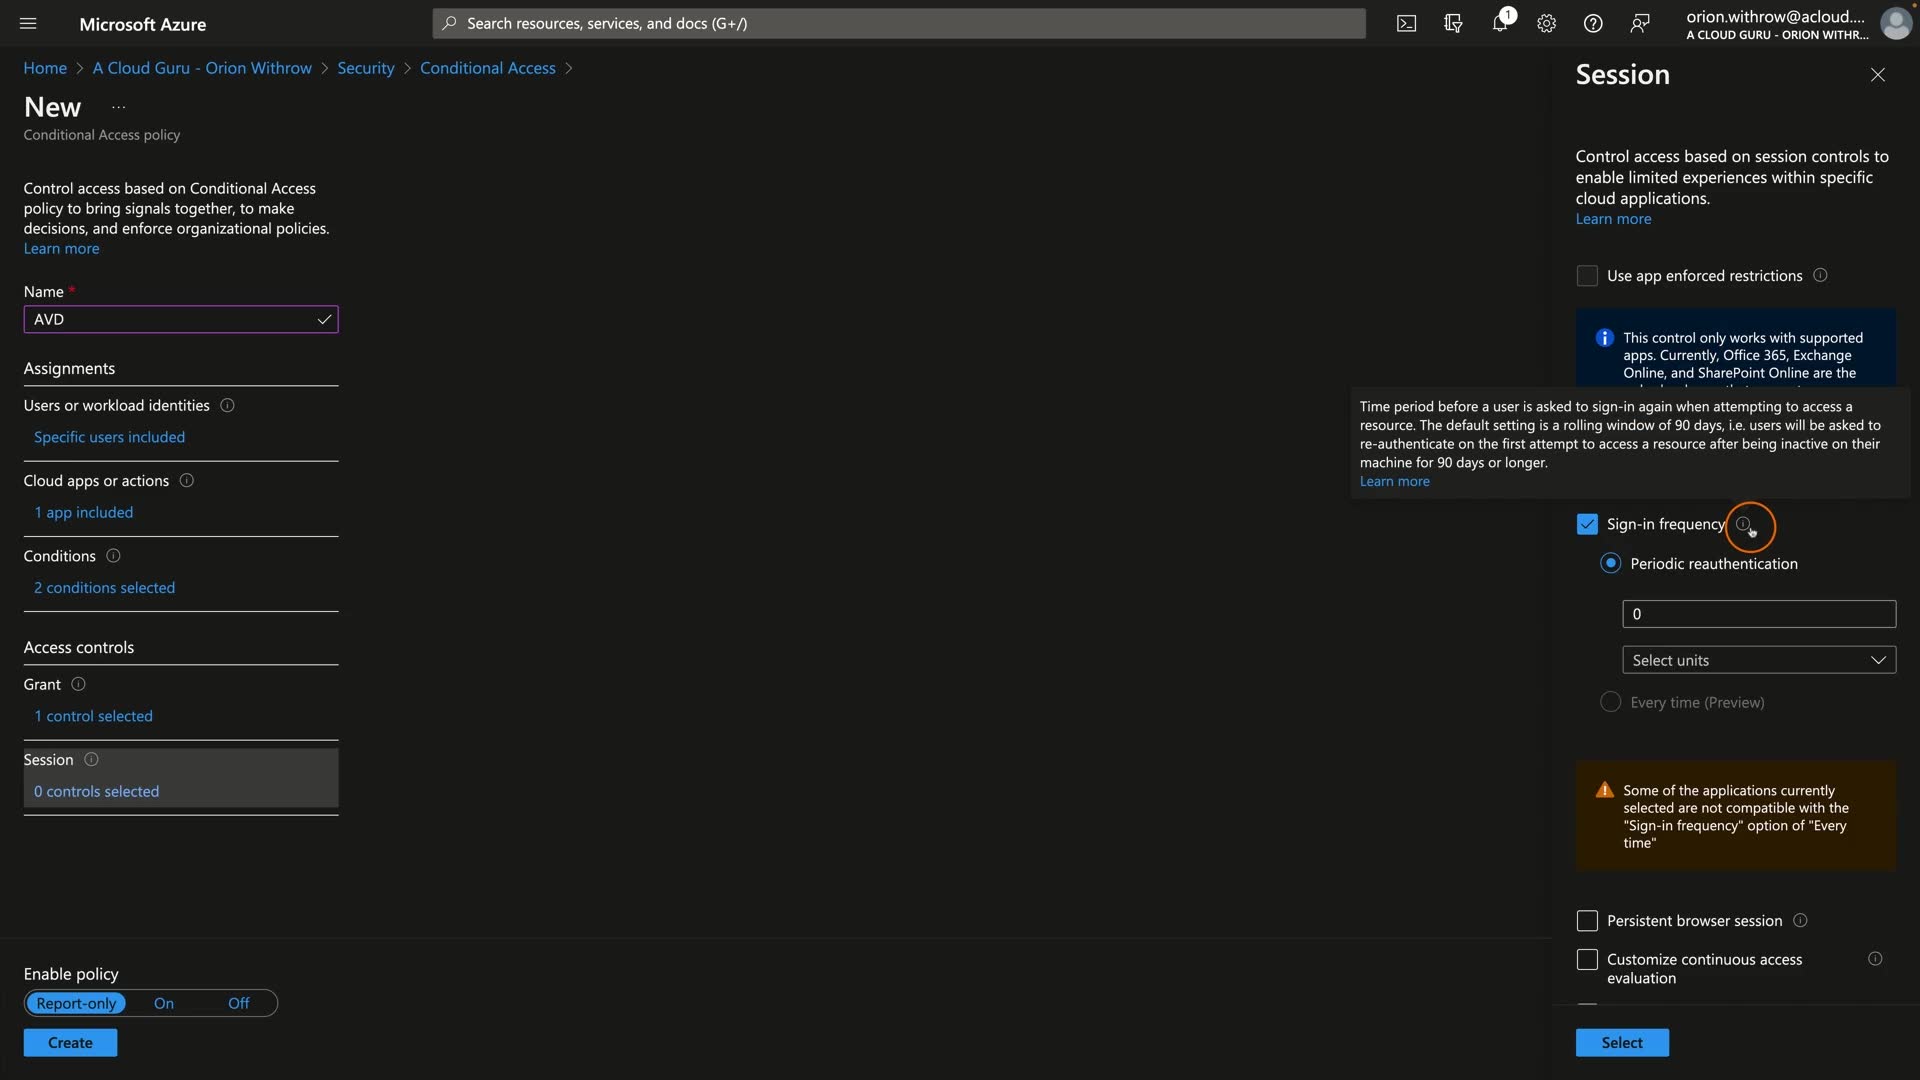 Microsoft Azure
Search resources, services, and docs (G+/)
1
orion.withrow@acloud....
A CLOUD GURU - ORION WITHR...
Home > A Cloud Guru - Orion Withrow > Security > Conditional Access >
New ...
Conditional Access policy
Control access based on Conditional Access
policy to bring signals together, to make
decisions, and enforce organizational policies.
Learn more
Name *
AVD
Assignments
Users or workload identities
Specific users included
Cloud apps or actions
1 app included
Conditions
2 conditions selected
Access controls
Grant
1 control selected
Session
0 controls selected
Enable policy
Report-only On Off
Create
Session
Control access based on session controls to
enable limited experiences within specific
cloud applications.
Learn more
Use app enforced restrictions
This control only works with supported
apps. Currently, Office 365, Exchange
Online, and SharePoint Online are the
Time period before a user is asked to sign-in again when attempting to access a
resource. The default setting is a rolling window of 90 days, i.e. users will be asked to
re-authenticate on the first attempt to access a resource after being inactive on their
machine for 90 days or longer.
Learn more
Sign-in frequency
Periodic reauthentication
0
Select units
Every time (Preview)
Some of the applications currently
selected are not compatible with the
"Sign-in frequency" option of "Every
time"
Persistent browser session
Customize continuous access
evaluation
Select